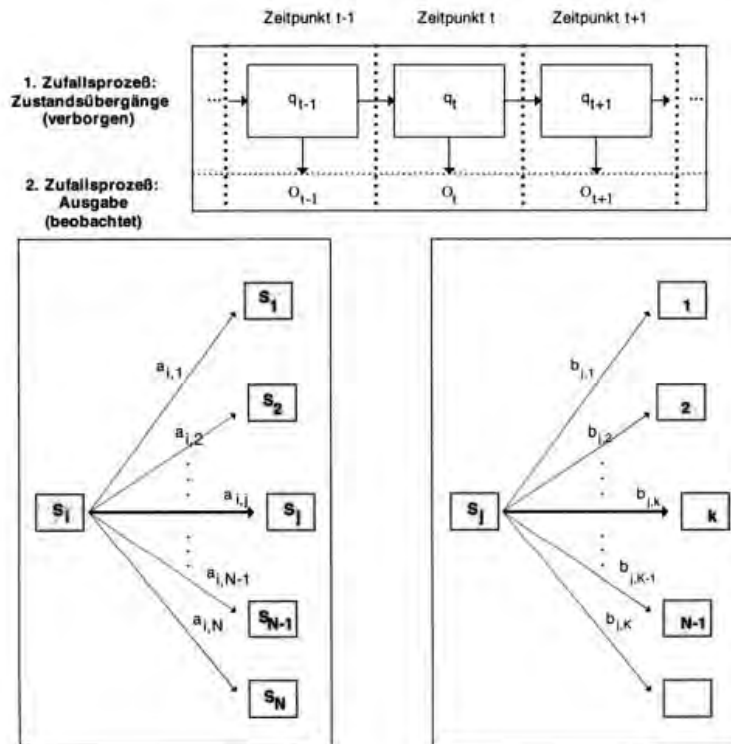 Zeitpunkt t-1 Zeitpunkt t Zeitpunkt t+1
1. Zufallsprozeß:
Zustandsübergänge
(verborgen)
... q_{t-1} q_t q_{t+1} ...
2. Zufallsprozeß:
Ausgabe
(beobachtet)
O_{t-1} O_t O_{t+1}
S_1
a_{i,1}
S_2
a_{i,2}
S_i a_{i,j} S_j
a_{i,N-1}
S_{N-1}
a_{i,N}
S_N
1
b_{j,1}
2
b_{j,2}
S_j b_{j,k} k
b_{j,K-1}
N-1
b_{j,K}